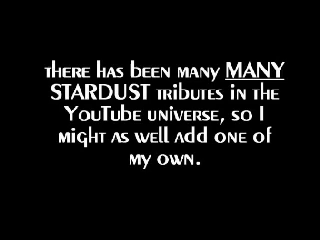 THERE HAS BEEN MANY MANY
STARDUST TRIBUTES IN THE
YOUTUBE UNIVERSE, SO I
MIGHT AS WELL ADD ONE OF
MY OWN.